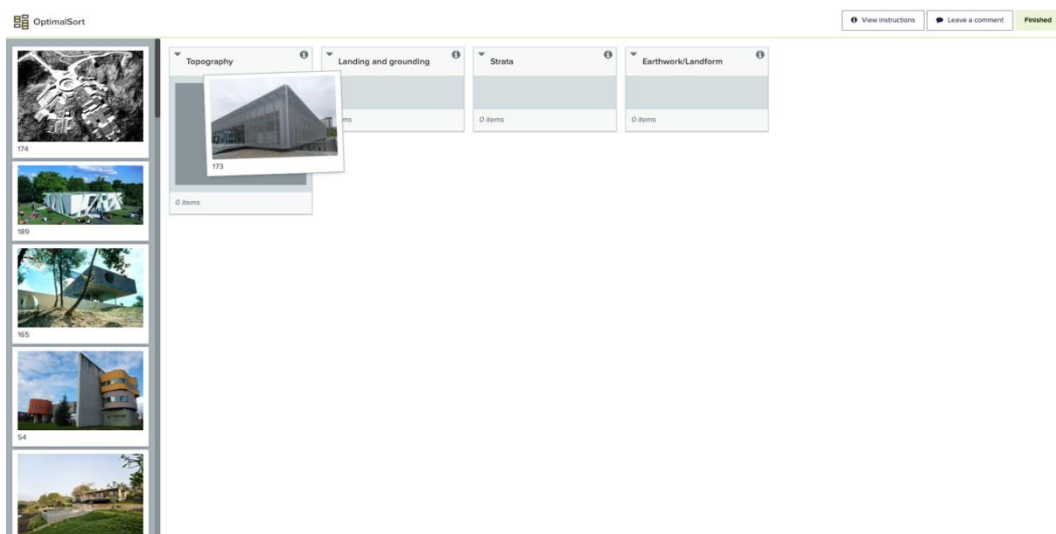 OptimalSort
View instructions
Leave a comment
Finished
Topography
Landing and grounding
Strata
Earthwork/Landform
174
173
0 items
0 items
0 items
189
165
54